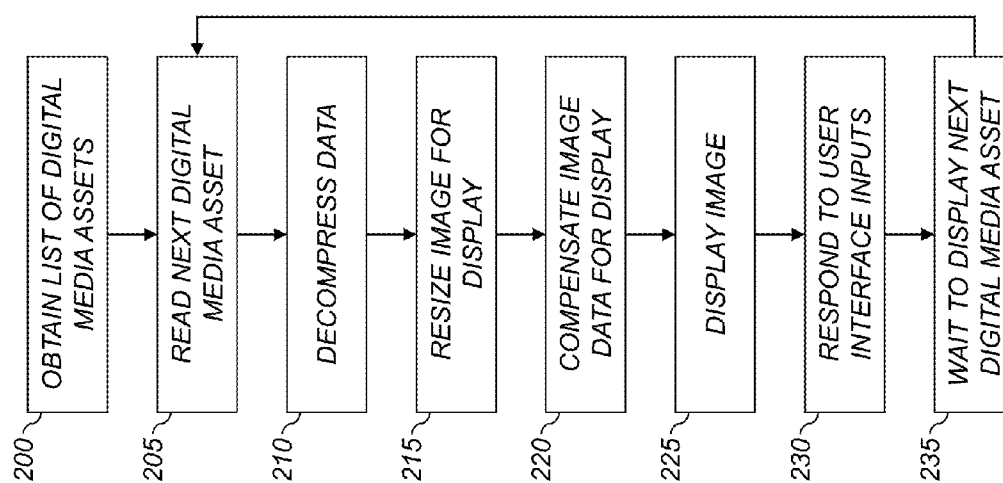 200
OBTAIN LIST OF DIGITAL
MEDIA ASSETS
205
READ NEXT DIGITAL
MEDIA ASSET
210
DECOMPRESS DATA
215
RESIZE IMAGE FOR
DISPLAY
220
COMPENSATE IMAGE
DATA FOR DISPLAY
225
DISPLAY IMAGE
230
RESPOND TO USER
INTERFACE INPUTS
235
WAIT TO DISPLAY NEXT
DIGITAL MEDIA ASSET